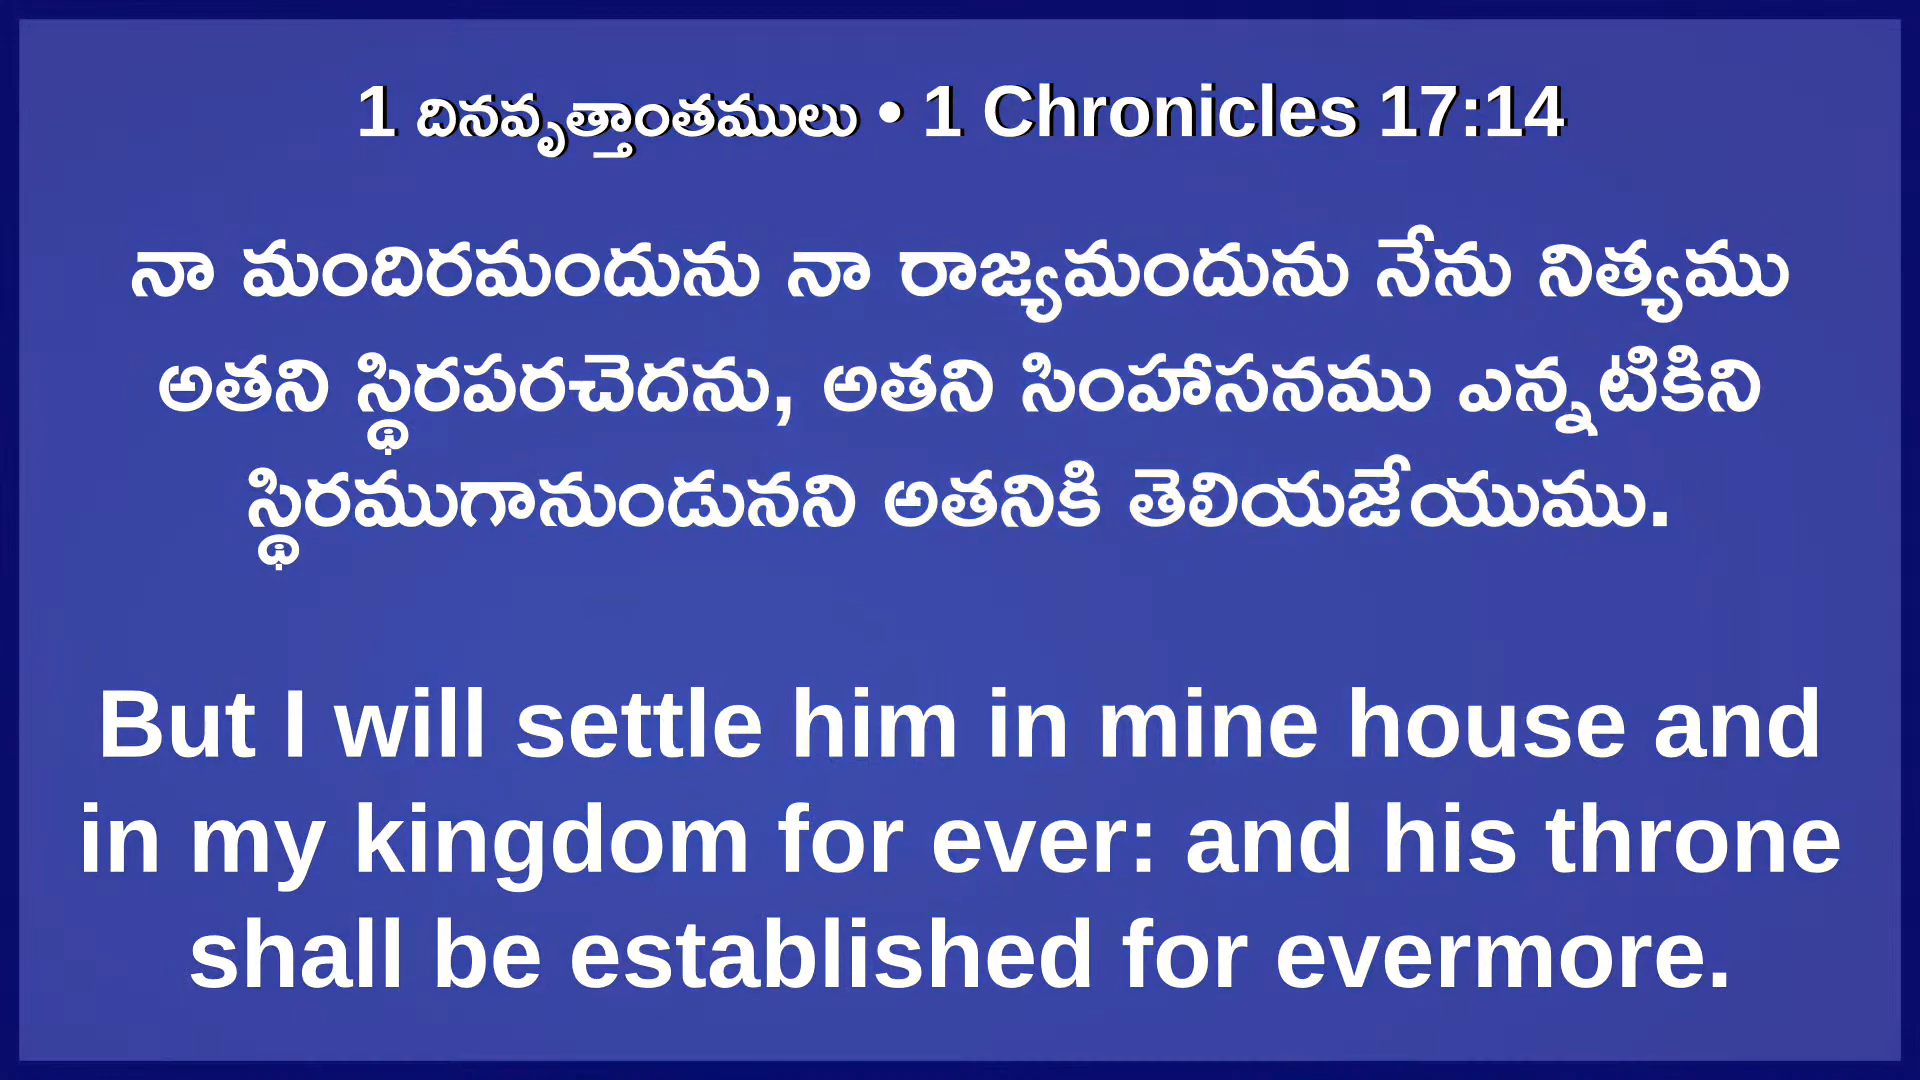 1 దినవృత్తాంతములు • 1 Chronicles 17:14
నా మందిరమందును నా రాజ్యమందును నేను నిత్యము
అతని స్థిరపరచెదను, అతని సింహాసనము ఎన్నటికిని
స్థిరముగానుండునని అతనికి తెలియజేయుము.
But I will settle him in mine house and
in my kingdom for ever: and his throne
shall be established for evermore.